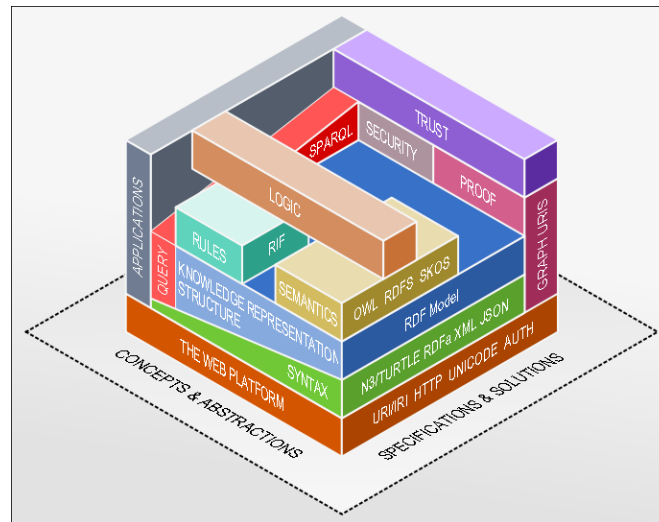 TRUST
SPARQL
SECURITY
PROOF
LOGIC
APPLICATIONS
RULES
RIF
GRAPH URIS
QUERY
KNOWLEDGE REPRESENTATION
STRUCTURE
SEMANTICS
OWL RDFS SKOS
RDF Model
SYNTAX
N3/TURTLE RDFa XML JSON
THE WEB PLATFORM
URI/IRI HTTP UNICODE AUTH
CONCEPTS & ABSTRACTIONS
SPECIFICATIONS & SOLUTIONS